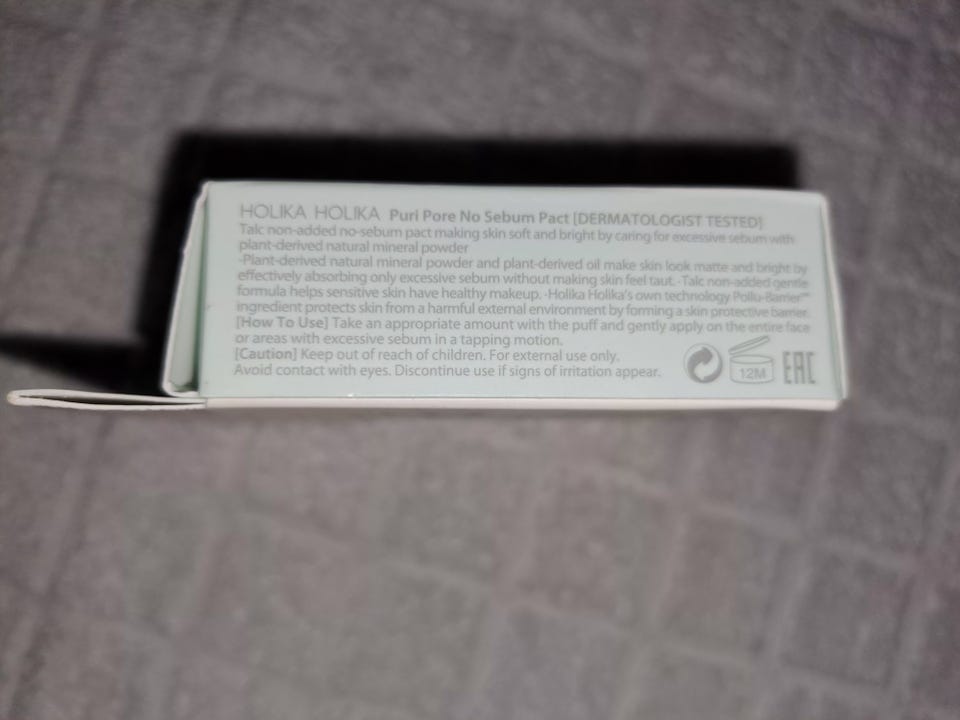 HOLIKA HOLIKA Puri Pore No Sebum Pact [DERMATOLOGIST TESTED]
Talc non-added no-sebum pact making skin soft and bright by caring for excessive sebum with
plant-derived natural mineral powder
-Plant-derived natural mineral powder and plant-derived oil make skin look matte and bright by
effectively absorbing only excessive sebum without making skin feel taut. -Talc non-added gentle
formula helps sensitive skin have healthy makeup. -Holika Holika's own technology Pollu-Barrier™
ingredient protects skin from a harmful external environment by forming a skin protective barrier.
[How To Use] Take an appropriate amount with the puff and gently apply on the entire face
or areas with excessive sebum in a tapping motion.
[Caution] Keep out of reach of children. For external use only.
Avoid contact with eyes. Discontinue use if signs of irritation appear.
12M
EAC